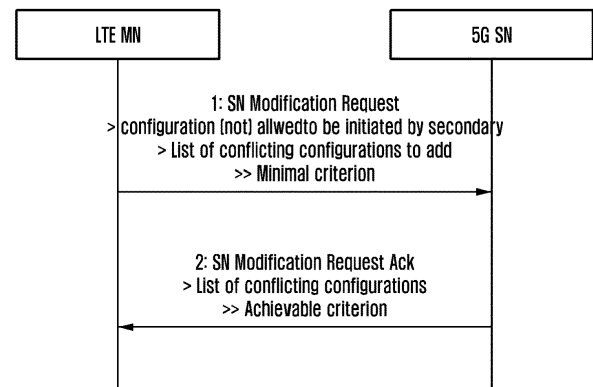 LTE MN
5G SN
1: SN Modification Request
> configuration (not) allwedto be initiated by secondary
> List of conflicting configurations to add
>> Minimal criterion
2: SN Modification Request Ack
> List of conflicting configurations
>> Achievable criterion